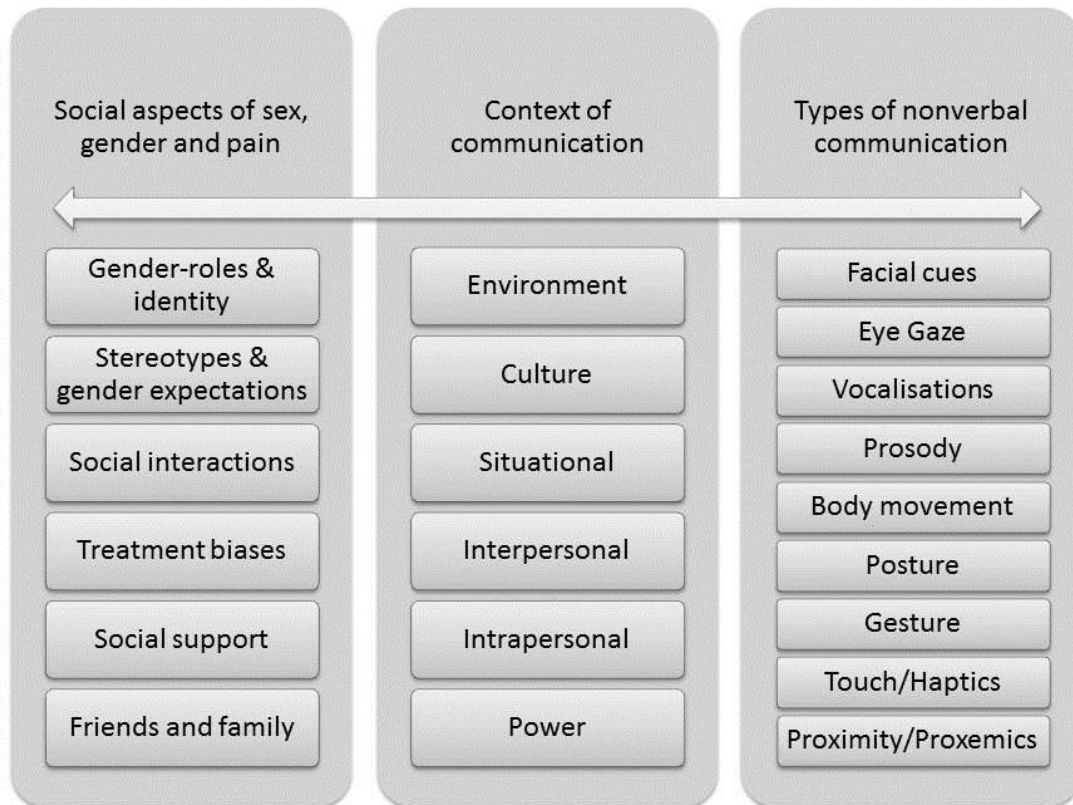 Social aspects of sex,
gender and pain
Gender-roles &
identity
Stereotypes &
gender expectations
Social interactions
Treatment biases
Social support
Friends and family
Context of
communication
Environment
Culture
Situational
Interpersonal
Intrapersonal
Power
Types of nonverbal
communication
Facial cues
Eye Gaze
Vocalisations
Prosody
Body movement
Posture
Gesture
Touch/Haptics
Proximity/Proxemics